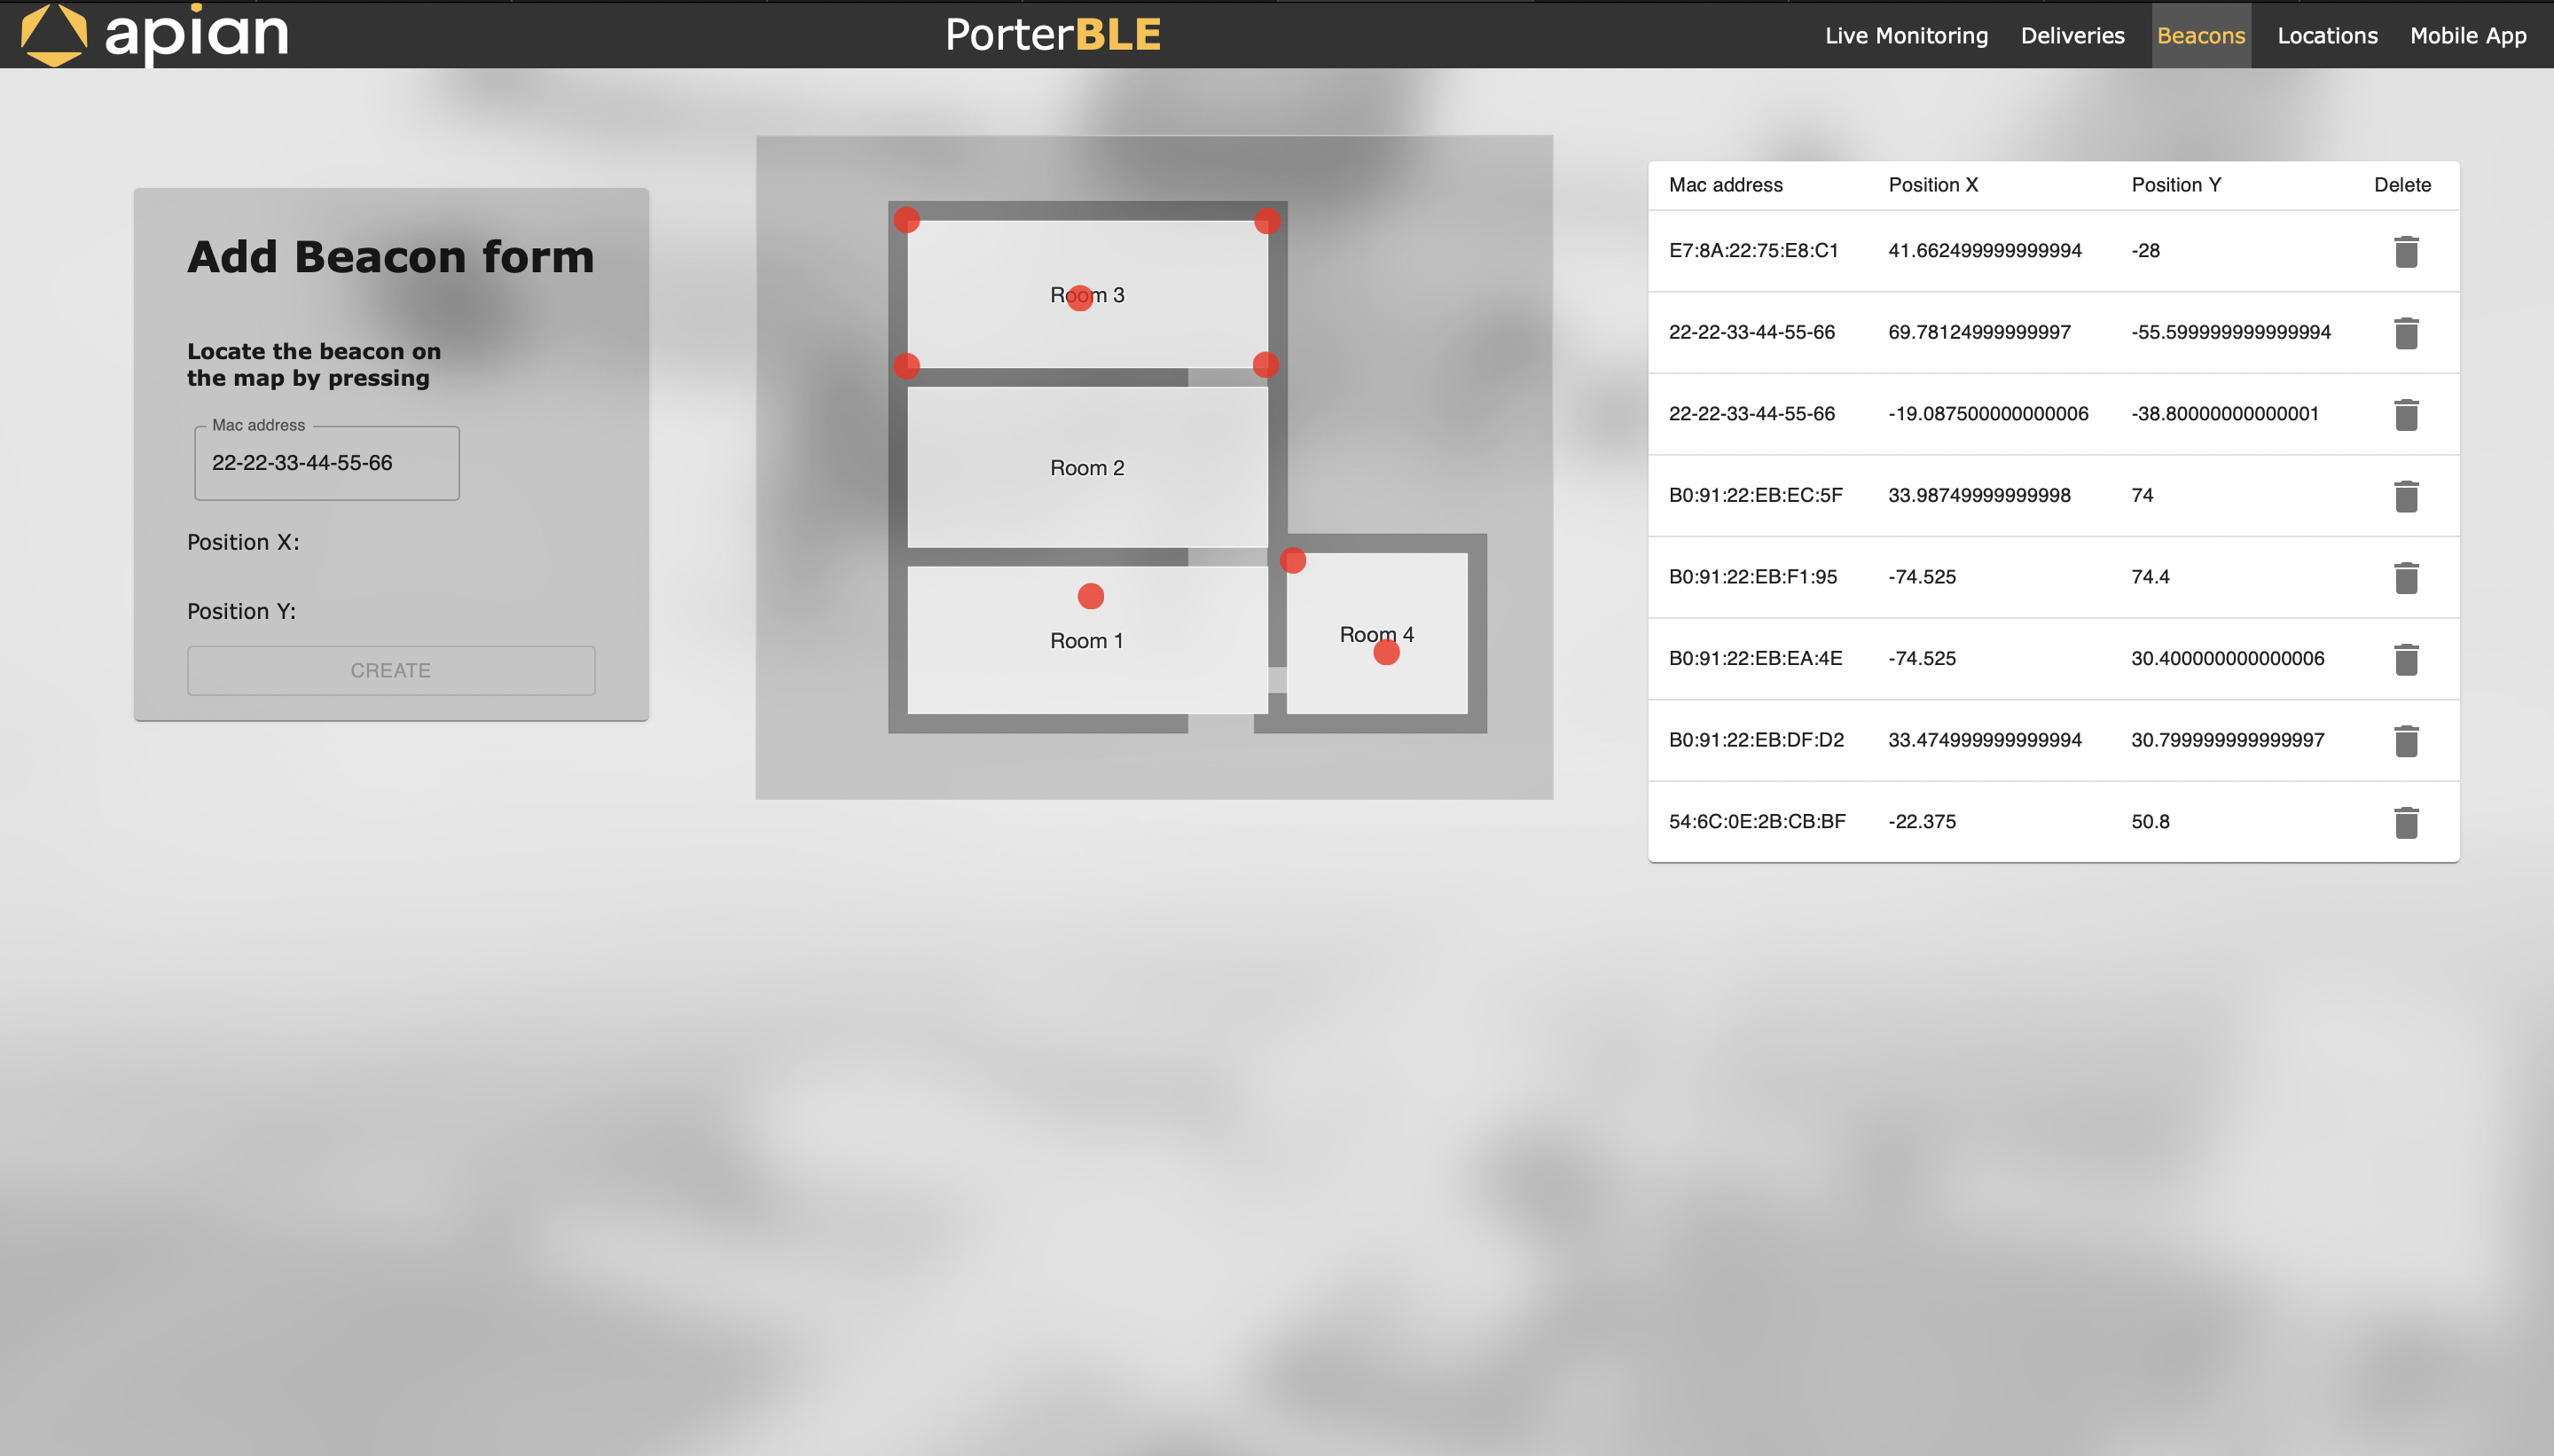 apian
PorterBLE
Live Monitoring Deliveries Beacons Locations Mobile App
Add Beacon form
Locate the beacon on
the map by pressing
Mac address
22-22-33-44-55-66
Position X:
Position Y:
CREATE
Room 3
Room 2
Room 1
Room 4
Mac address Position X Position Y Delete
E7:8A:22:75:E8:C1 41.662499999999994 -28
22-22-33-44-55-66 69.78124999999997 -55.599999999999994
22-22-33-44-55-66 -19.087500000000006 -38.80000000000001
B0:91:22:EB:EC:5F 33.98749999999998 74
B0:91:22:EB:F1:95 -74.525 74.4
B0:91:22:EB:EA:4E -74.525 30.400000000000006
B0:91:22:EB:DF:D2 33.474999999999994 30.799999999999997
54:6C:0E:2B:CB:BF -22.375 50.8